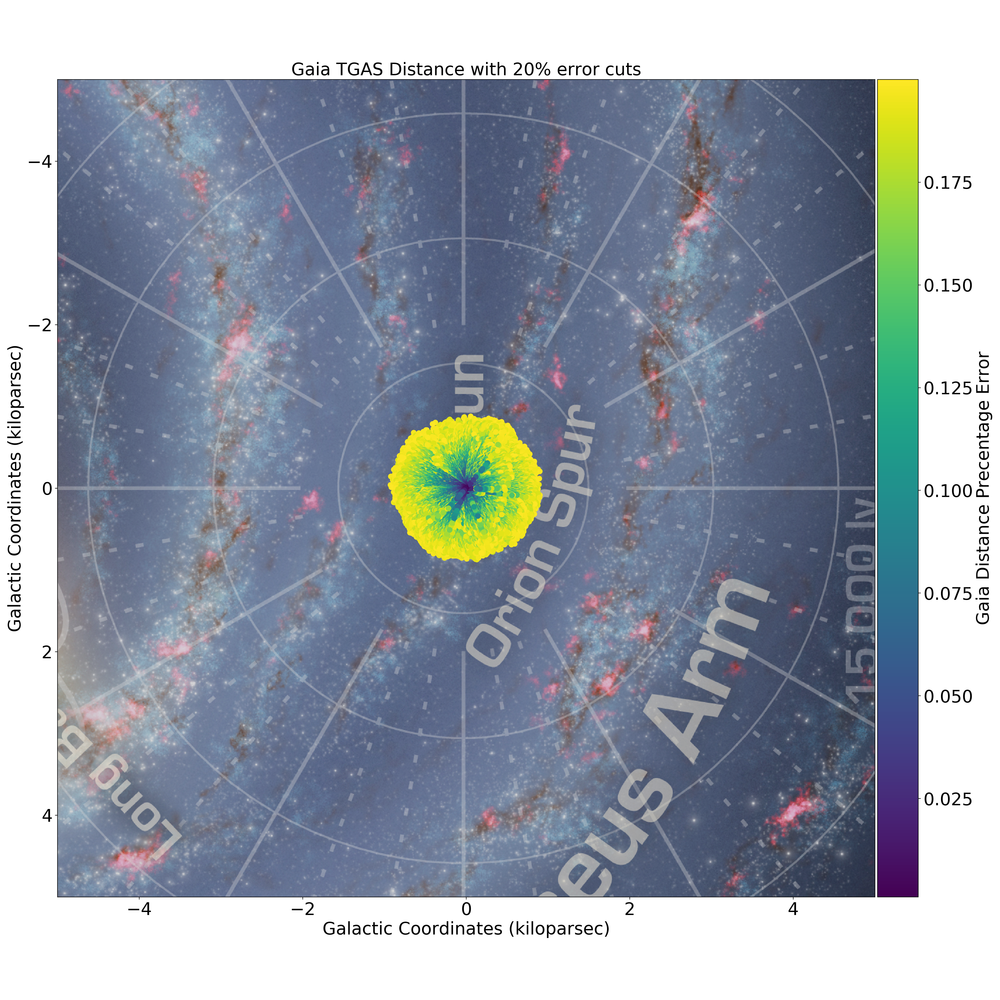 Gaia TGAS Distance with 20% error cuts
Galactic Coordinates (kiloparsec)
−4
−2
0
2
4
un
Orion Spur
eus Arm
15,000 ly
Long B
−4
−2
0
2
4
Galactic Coordinates (kiloparsec)
0.175
0.150
0.125
0.100
0.075
0.050
0.025
Gaia Distance Precentage Error